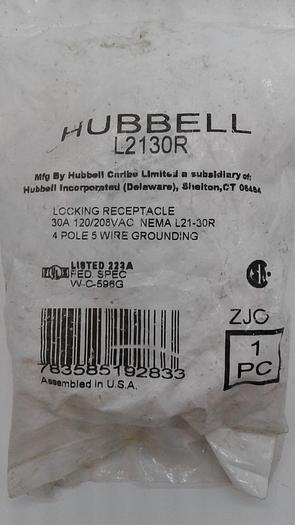 HUBBELL
L2130R
Mfg By Hubbell Caribe Limited a subsidiary of:
Hubbell Incorporated (Delaware), Shelton, CT 06484
LOCKING RECEPTACLE
30A 120/208VAC NEMA L21-30R
4 POLE 5 WIRE GROUNDING
LISTED 223A
FED. SPEC
W-C-596G
ZJC
1
PC
783585192833
Assembled in U.S.A.